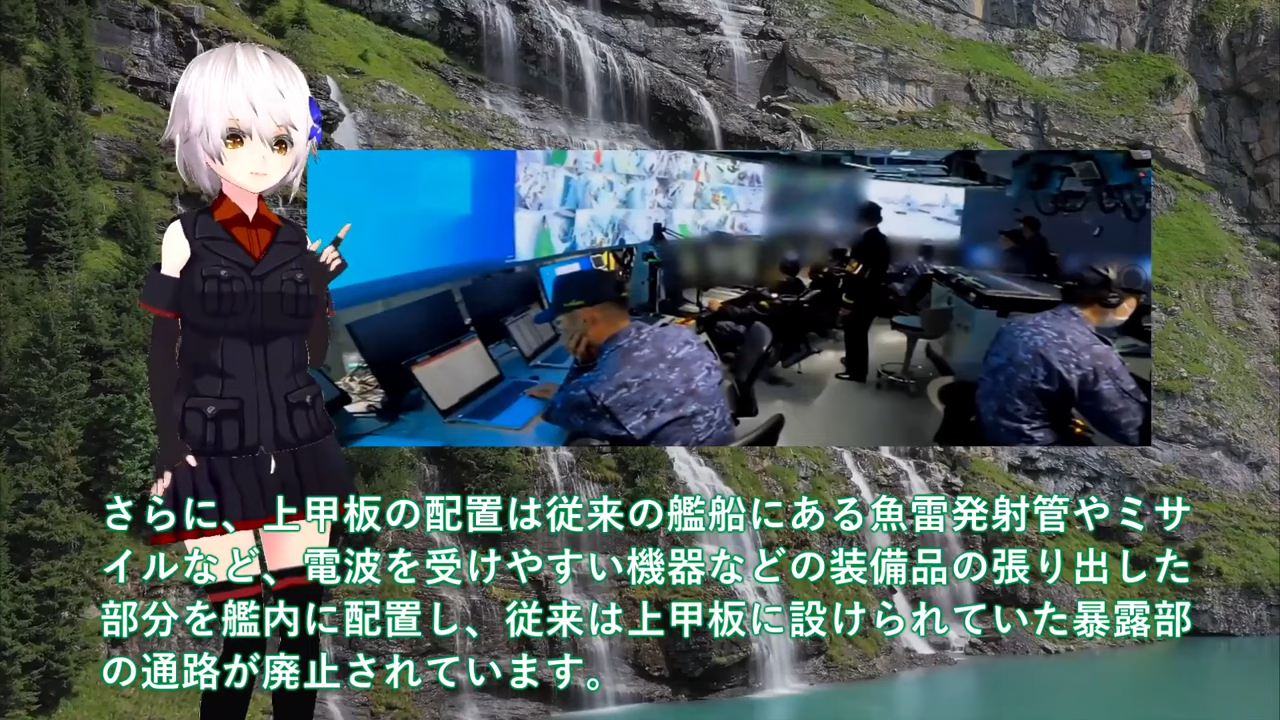 さらに、上甲板の配置は従来の艦船にある魚雷発射管やミサ
イルなど、電波を受けやすい機器などの装備品の張り出した
部分を艦内に配置し、従来は上甲板に設けられていた暴露部
の通路が廃止されています。